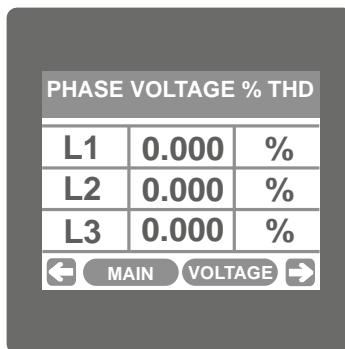 PHASE VOLTAGE % THD
L1 0.000 %
L2 0.000 %
L3 0.000 %
MAIN VOLTAGE